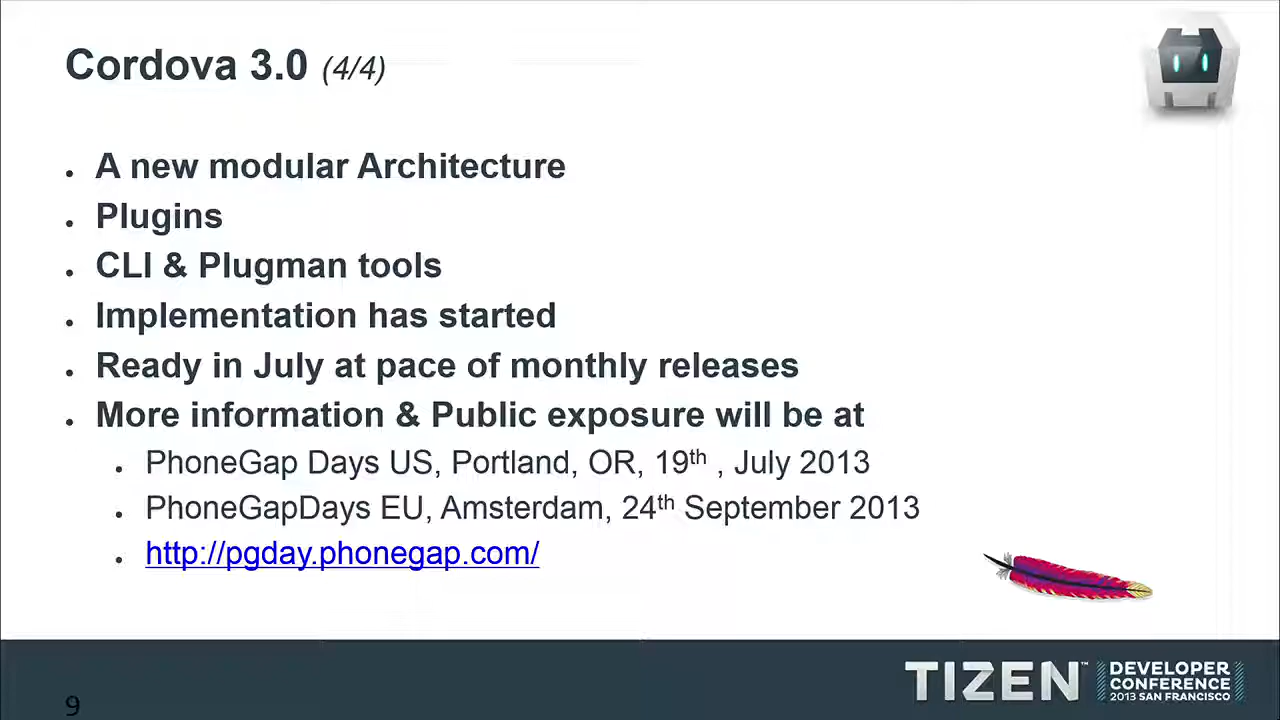 Cordova 3.0 (4/4)
• A new modular Architecture
• Plugins
• CLI & Plugman tools
• Implementation has started
• Ready in July at pace of monthly releases
• More information & Public exposure will be at
• PhoneGap Days US, Portland, OR, 19th , July 2013
• PhoneGapDays EU, Amsterdam, 24th September 2013
• http://pgday.phonegap.com/
TIZEN™
DEVELOPER
CONFERENCE
2013 SAN FRANCISCO
9